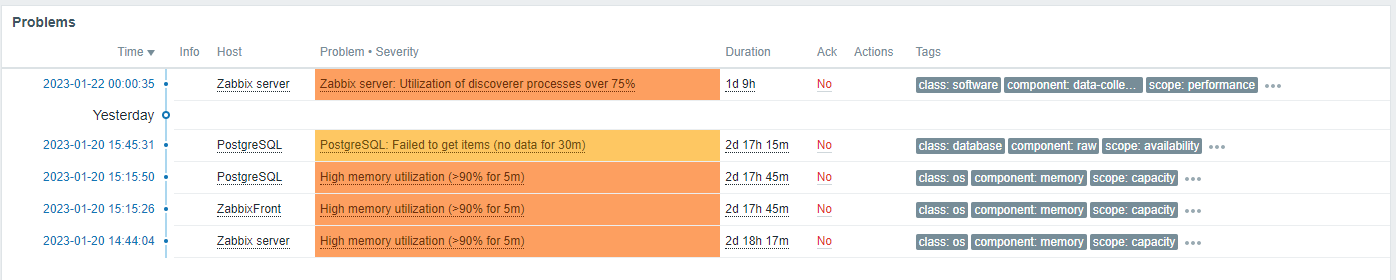 Problems
Time Info Host Problem • Severity Duration Ack Actions Tags
2023-01-22 00:00:35 Zabbix server Zabbix server: Utilization of discoverer processes over 75% 1d 9h No class: software component: data-colle... scope: performance •••
Yesterday
2023-01-20 15:45:31 PostgreSQL PostgreSQL: Failed to get items (no data for 30m) 2d 17h 15m No class: database component: raw scope: availability •••
2023-01-20 15:15:50 PostgreSQL High memory utilization (>90% for 5m) 2d 17h 45m No class: os component: memory scope: capacity •••
2023-01-20 15:15:26 ZabbixFront High memory utilization (>90% for 5m) 2d 17h 45m No class: os component: memory scope: capacity •••
2023-01-20 14:44:04 Zabbix server High memory utilization (>90% for 5m) 2d 18h 17m No class: os component: memory scope: capacity •••